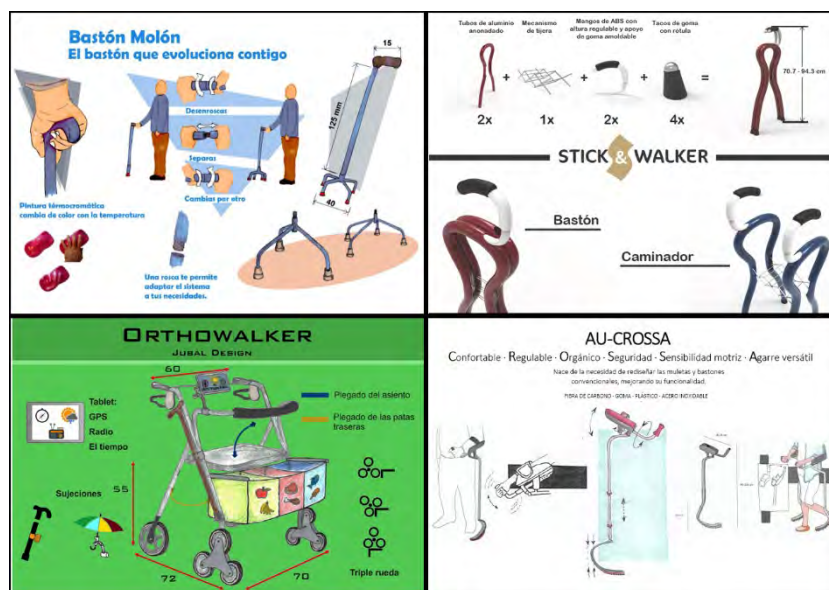 Bastón Molón
El bastón que evoluciona contigo
15
Desenroscas
125 mm
Separas
Cambias por otro
40
Pintura térmocromática
cambia de color con la temperatura
Una rosca te permite
adaptar el sistema
a tus necesidades.
Tubos de aluminio
anonadado
Mecanismo
de tijera
Mangos de ABS con
altura regulable y apoyo
de goma amoldable
Tacos de goma
con rotula
+
+
+
=
70.7 - 94.3 cm
2x
1x
2x
4x
STICK & WALKER
Bastón
Caminador
ORTHOWALKER
JUBAL DESIGN
60
Tablet:
GPS
Radio
El tiempo
Plegado del asiento
Plegado de las patas
traseras
55
Sujeciones
72
70
Triple rueda
AU-CROSSA
Confortable · Regulable · Orgánico · Seguridad · Sensibilidad motriz · Agarre versátil
Nace de la necesidad de rediseñar las muletas y bastones
convencionales, mejorando su funcionalidad.
FIBRA DE CARBONO - GOMA - PLÁSTICO - ACERO INOXIDABLE